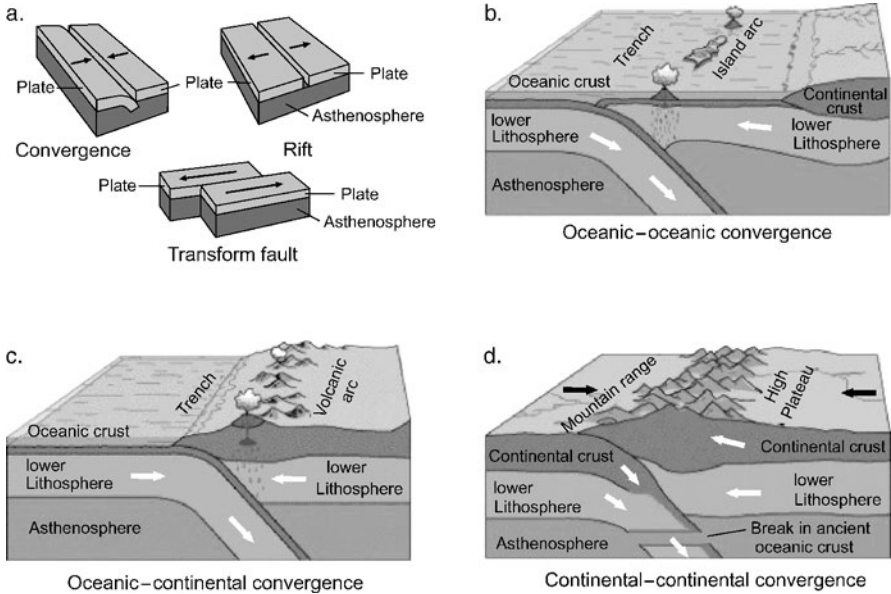 a.
Plate
Plate
Plate
Asthenosphere
Convergence
Rift
Plate
Plate
Asthenosphere
Transform fault
b.
Trench
Island arc
Oceanic crust
Continental
crust
lower
Lithosphere
lower
Lithosphere
Asthenosphere
Oceanic–oceanic convergence
c.
Trench
Volcanic
arc
Oceanic crust
lower
Lithosphere
lower
Lithosphere
Asthenosphere
Oceanic–continental convergence
d.
Mountain range
High
Plateau
Continental crust
Continental crust
lower
Lithosphere
lower
Lithosphere
Asthenosphere
Break in ancient
oceanic crust
Continental–continental convergence